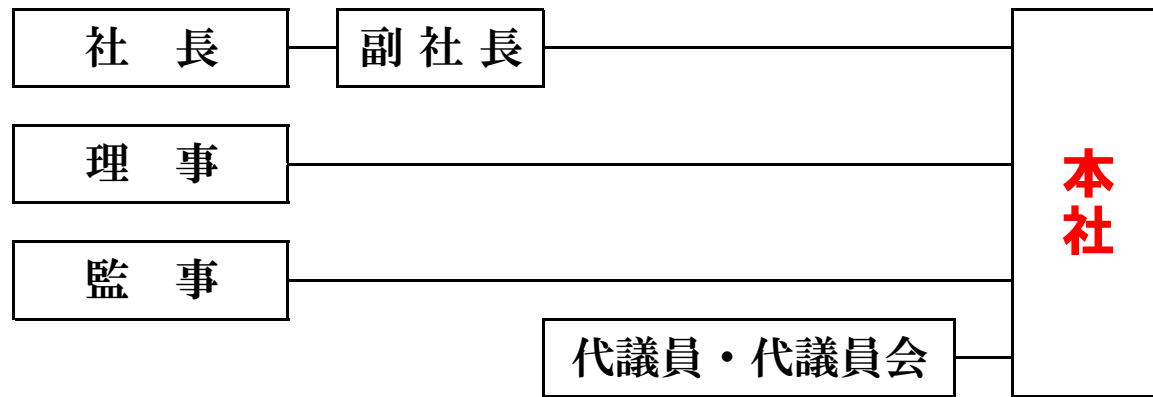 社　長
副 社 長
理　事
監　事
代議員・代議員会
本社